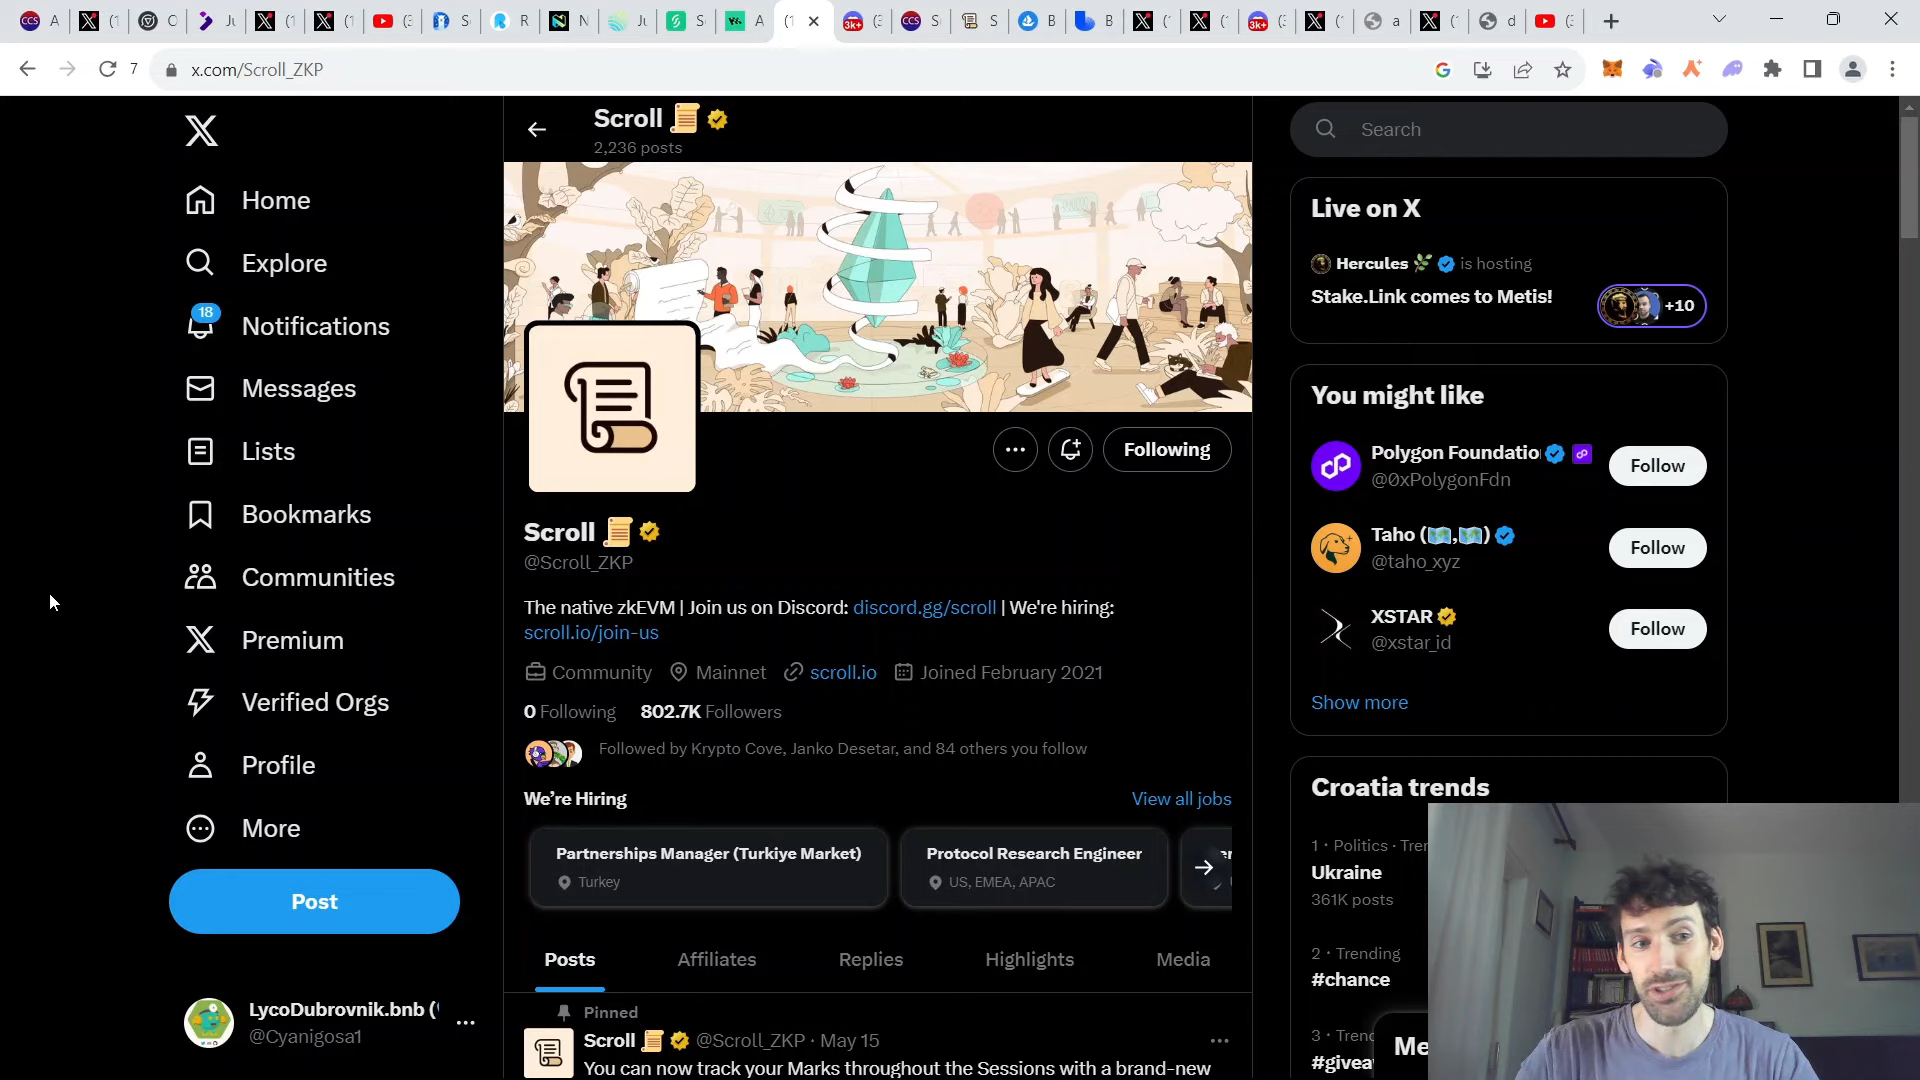 7
x.com/Scroll_ZKP
Scroll
2,236 posts
Home
Explore
18
Notifications
Messages
Lists
Bookmarks
Communities
Premium
Verified Orgs
Profile
More
Post
LycoDubrovnik.bnb (
@Cyanigosa1
Following
Scroll
@Scroll_ZKP
The native zkEVM | Join us on Discord: discord.gg/scroll | We're hiring:
scroll.io/join-us
Community Mainnet scroll.io Joined February 2021
0 Following 802.7K Followers
Followed by Krypto Cove, Janko Desetar, and 84 others you follow
We're Hiring View all jobs
Partnerships Manager (Turkiye Market)
Turkey
Protocol Research Engineer
US, EMEA, APAC
Posts Affiliates Replies Highlights Media
Pinned
Scroll @Scroll_ZKP · May 15
You can now track your Marks throughout the Sessions with a brand-new
Search
Live on X
Hercules is hosting
Stake.Link comes to Metis!
+10
You might like
Polygon Foundatio
@0xPolygonFdn
Follow
Taho
@taho_xyz
Follow
XSTAR
@xstar_id
Follow
Show more
Croatia trends
1 · Politics · Tre
Ukraine
361K posts
2 · Trending
#chance
3 · Tren
#givea
Me